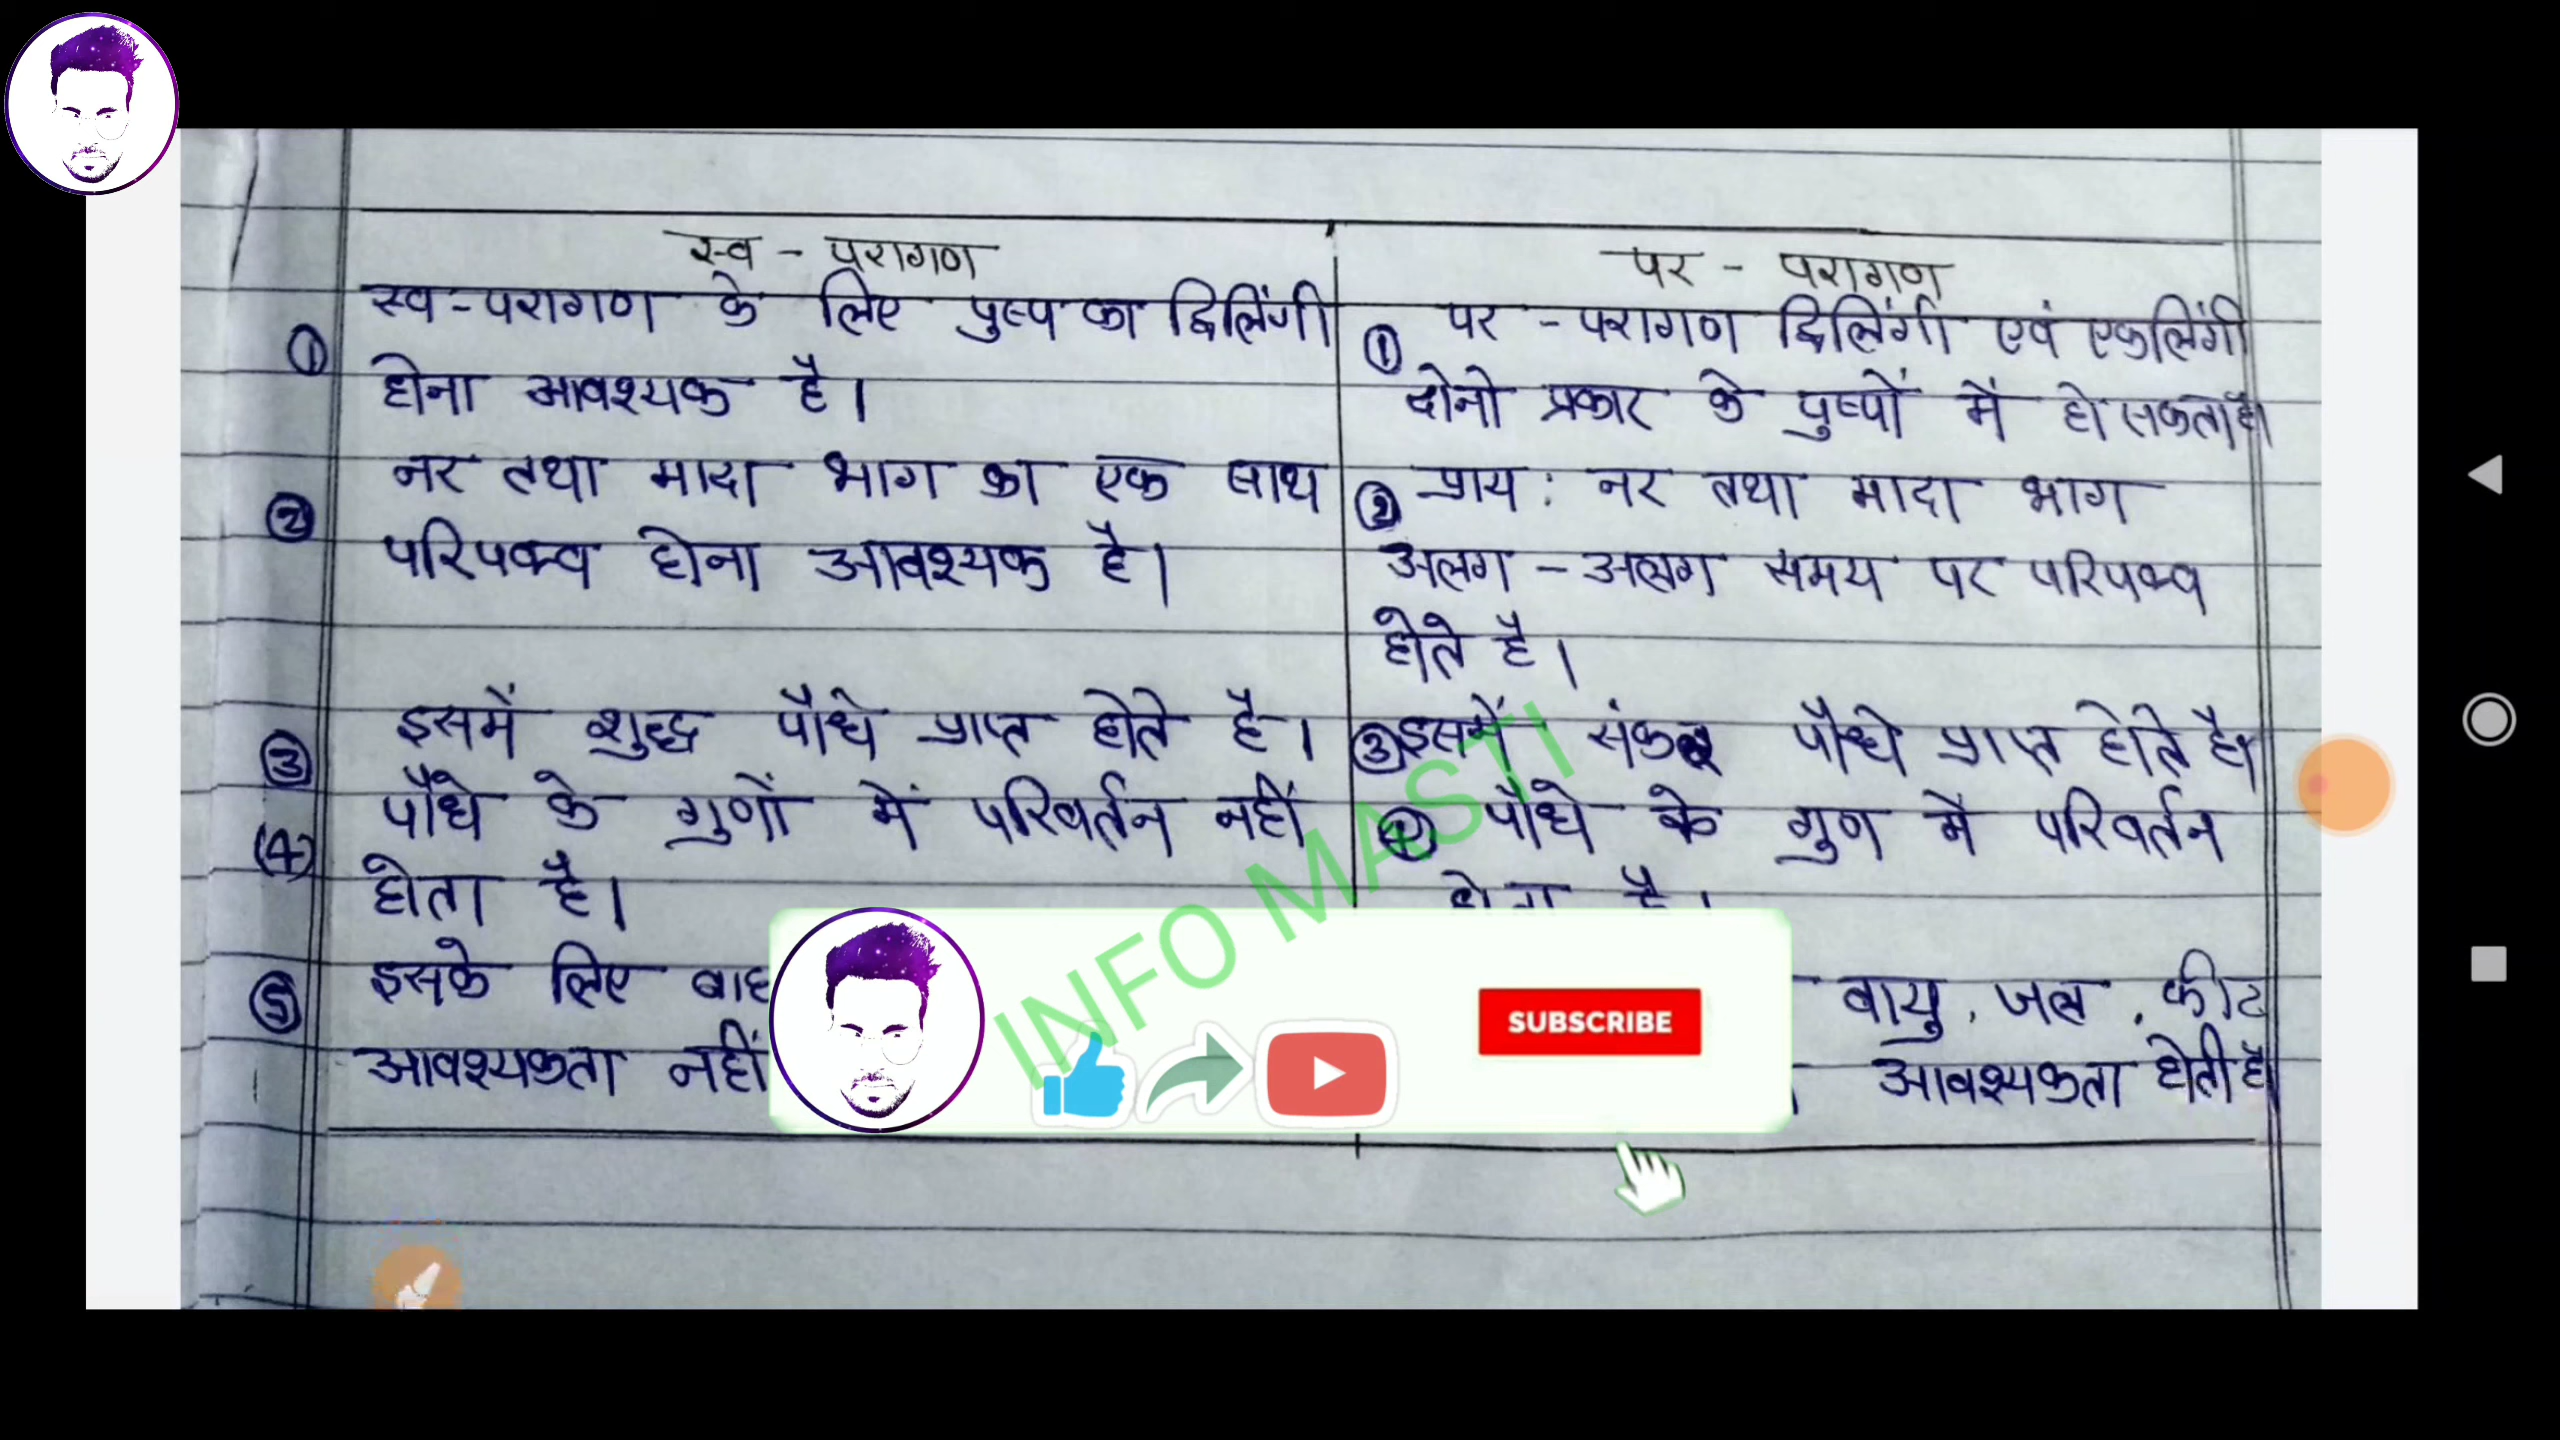 स्व - परागण
स्व-परागण के लिए पुष्प का द्विलिंगी
① होना आवश्यक है।
नर तथा मादा भाग का एक साथ
② परिपक्व होना आवश्यक है।
इसमें शुद्ध पौधे प्राप्त होते है।
③
पौधे के गुणों में परिवर्तन नहीं
(4)
होता है।
इसके लिए
⑤
आवश्यकता नहीं
पर - परागण
① पर - परागण द्विलिंगी एवं एकलिंगी
दोनो प्रकार के पुष्पों में हो सकता है।
② प्राय: नर तथा मादा भाग
अलग - अलग समय पर परिपक्व
होते है।
③ इसमें संकर पौधे प्राप्त होते है।
④ पौधे के गुण में परिवर्तन
है।
वायु, जल, कीट
आवश्यकता होती है।
INFO MASTI
SUBSCRIBE